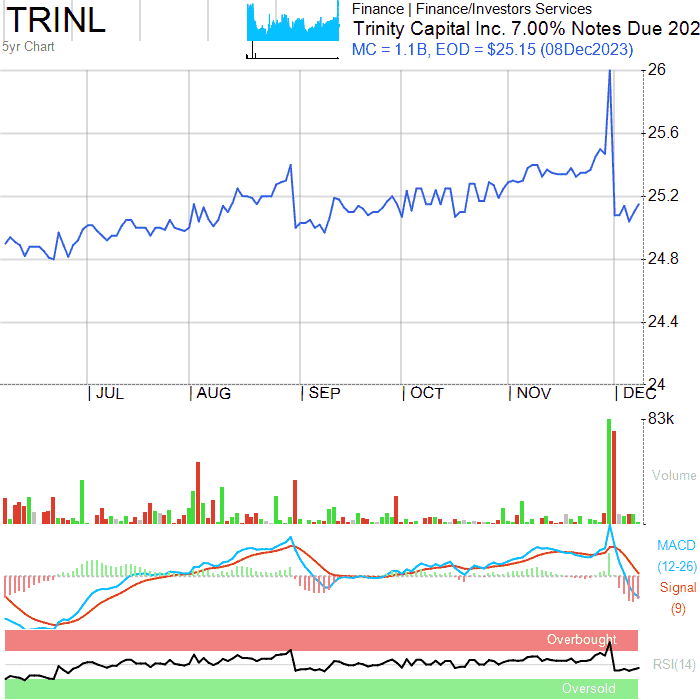 TRINL
5yr Chart
Finance | Finance/Investors Services
Trinity Capital Inc. 7.00% Notes Due 202
MC = 1.1B, EOD = $25.15 (08Dec2023)
26
25.6
25.2
24.8
24.4
24
JUL AUG SEP OCT NOV DEC
83k
Volume
MACD
(12-26)
Signal
(9)
Overbought
RSI(14)
Oversold